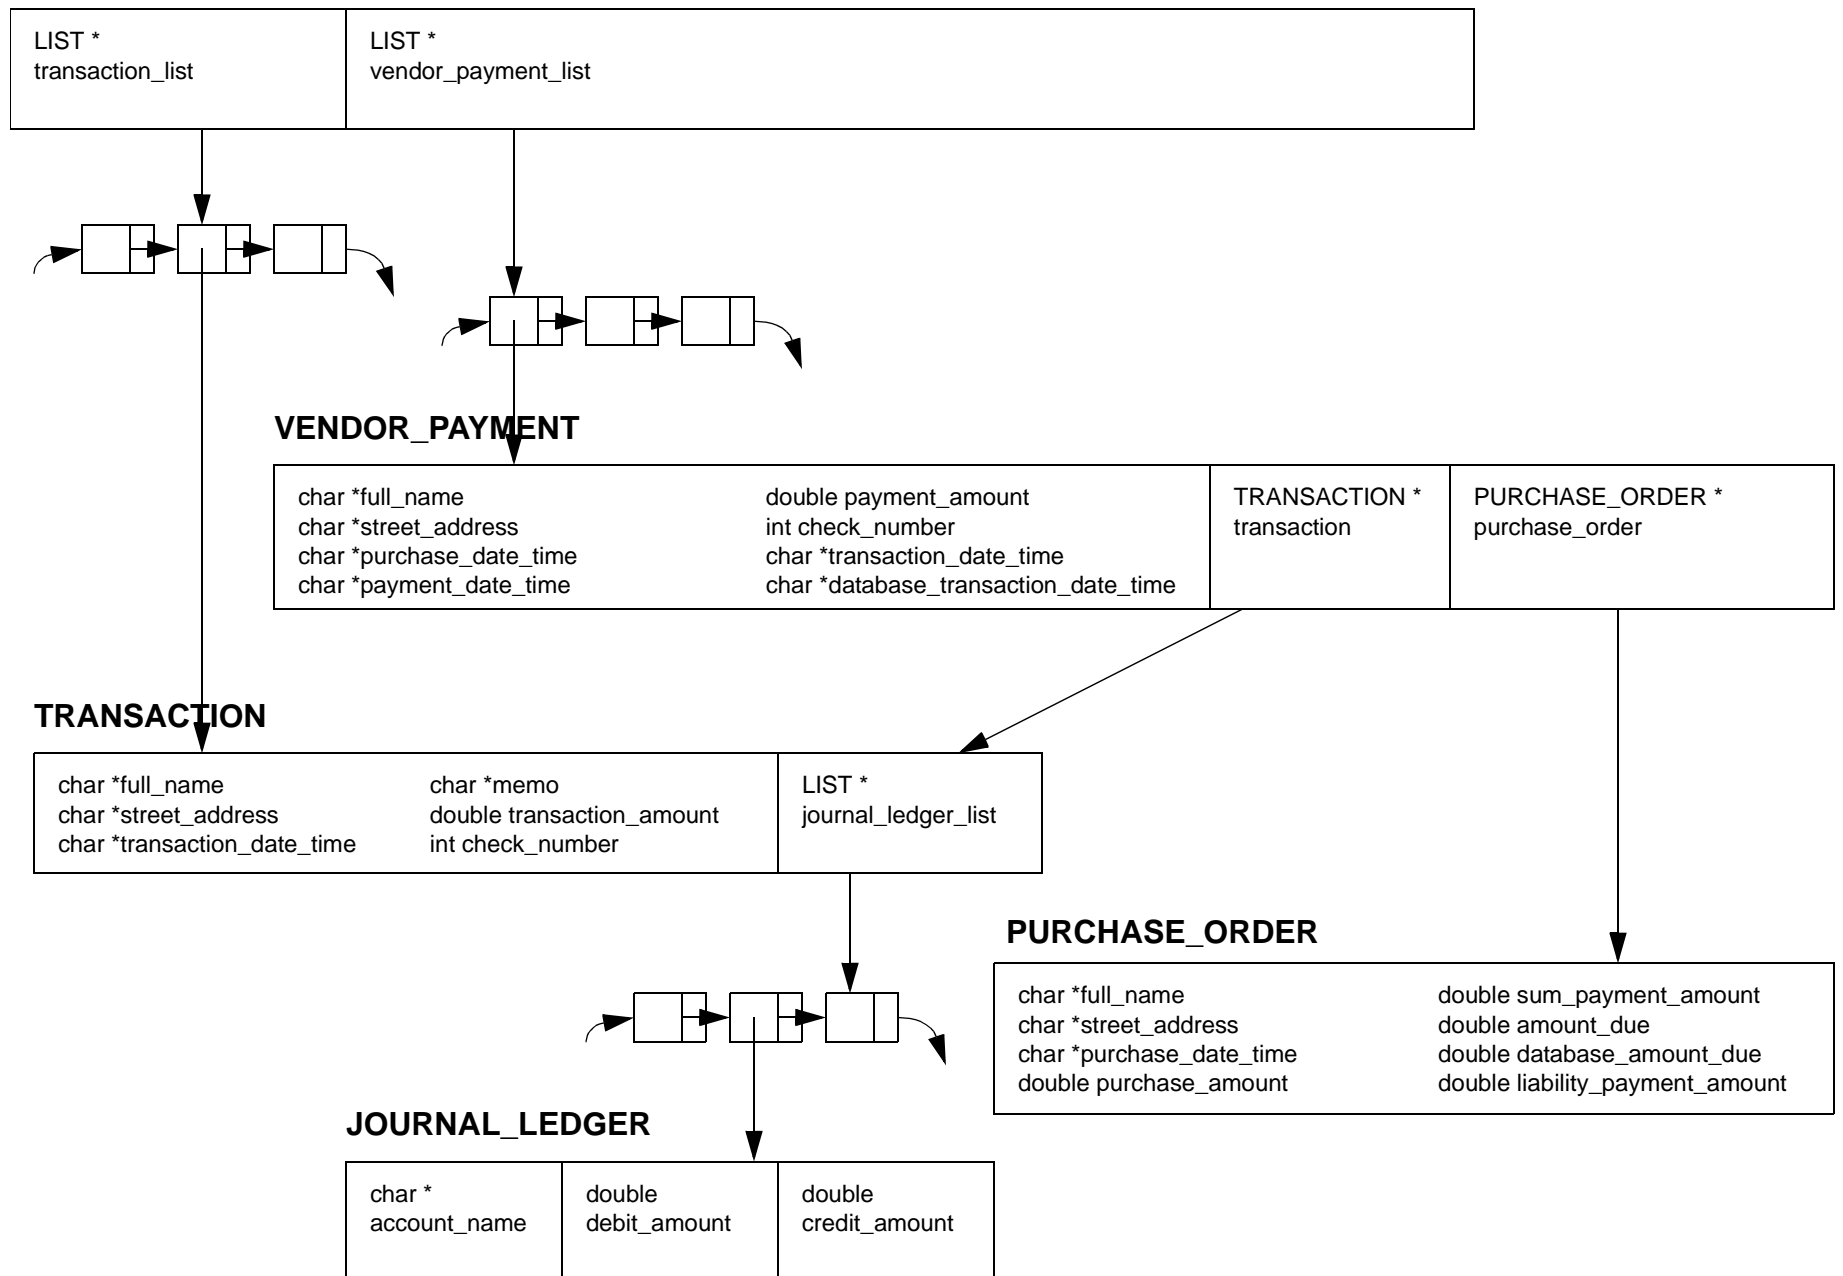 LIST *
transaction_list
LIST *
vendor_payment_list
VENDOR_PAYMENT
char *full_name
char *street_address
char *purchase_date_time
char *payment_date_time
double payment_amount
int check_number
char *transaction_date_time
char *database_transaction_date_time
TRANSACTION *
transaction
PURCHASE_ORDER *
purchase_order
TRANSACTION
char *full_name
char *street_address
char *transaction_date_time
char *memo
double transaction_amount
int check_number
LIST *
journal_ledger_list
PURCHASE_ORDER
char *full_name
char *street_address
char *purchase_date_time
double purchase_amount
double sum_payment_amount
double amount_due
double database_amount_due
double liability_payment_amount
JOURNAL_LEDGER
char *
account_name
double
debit_amount
double
credit_amount